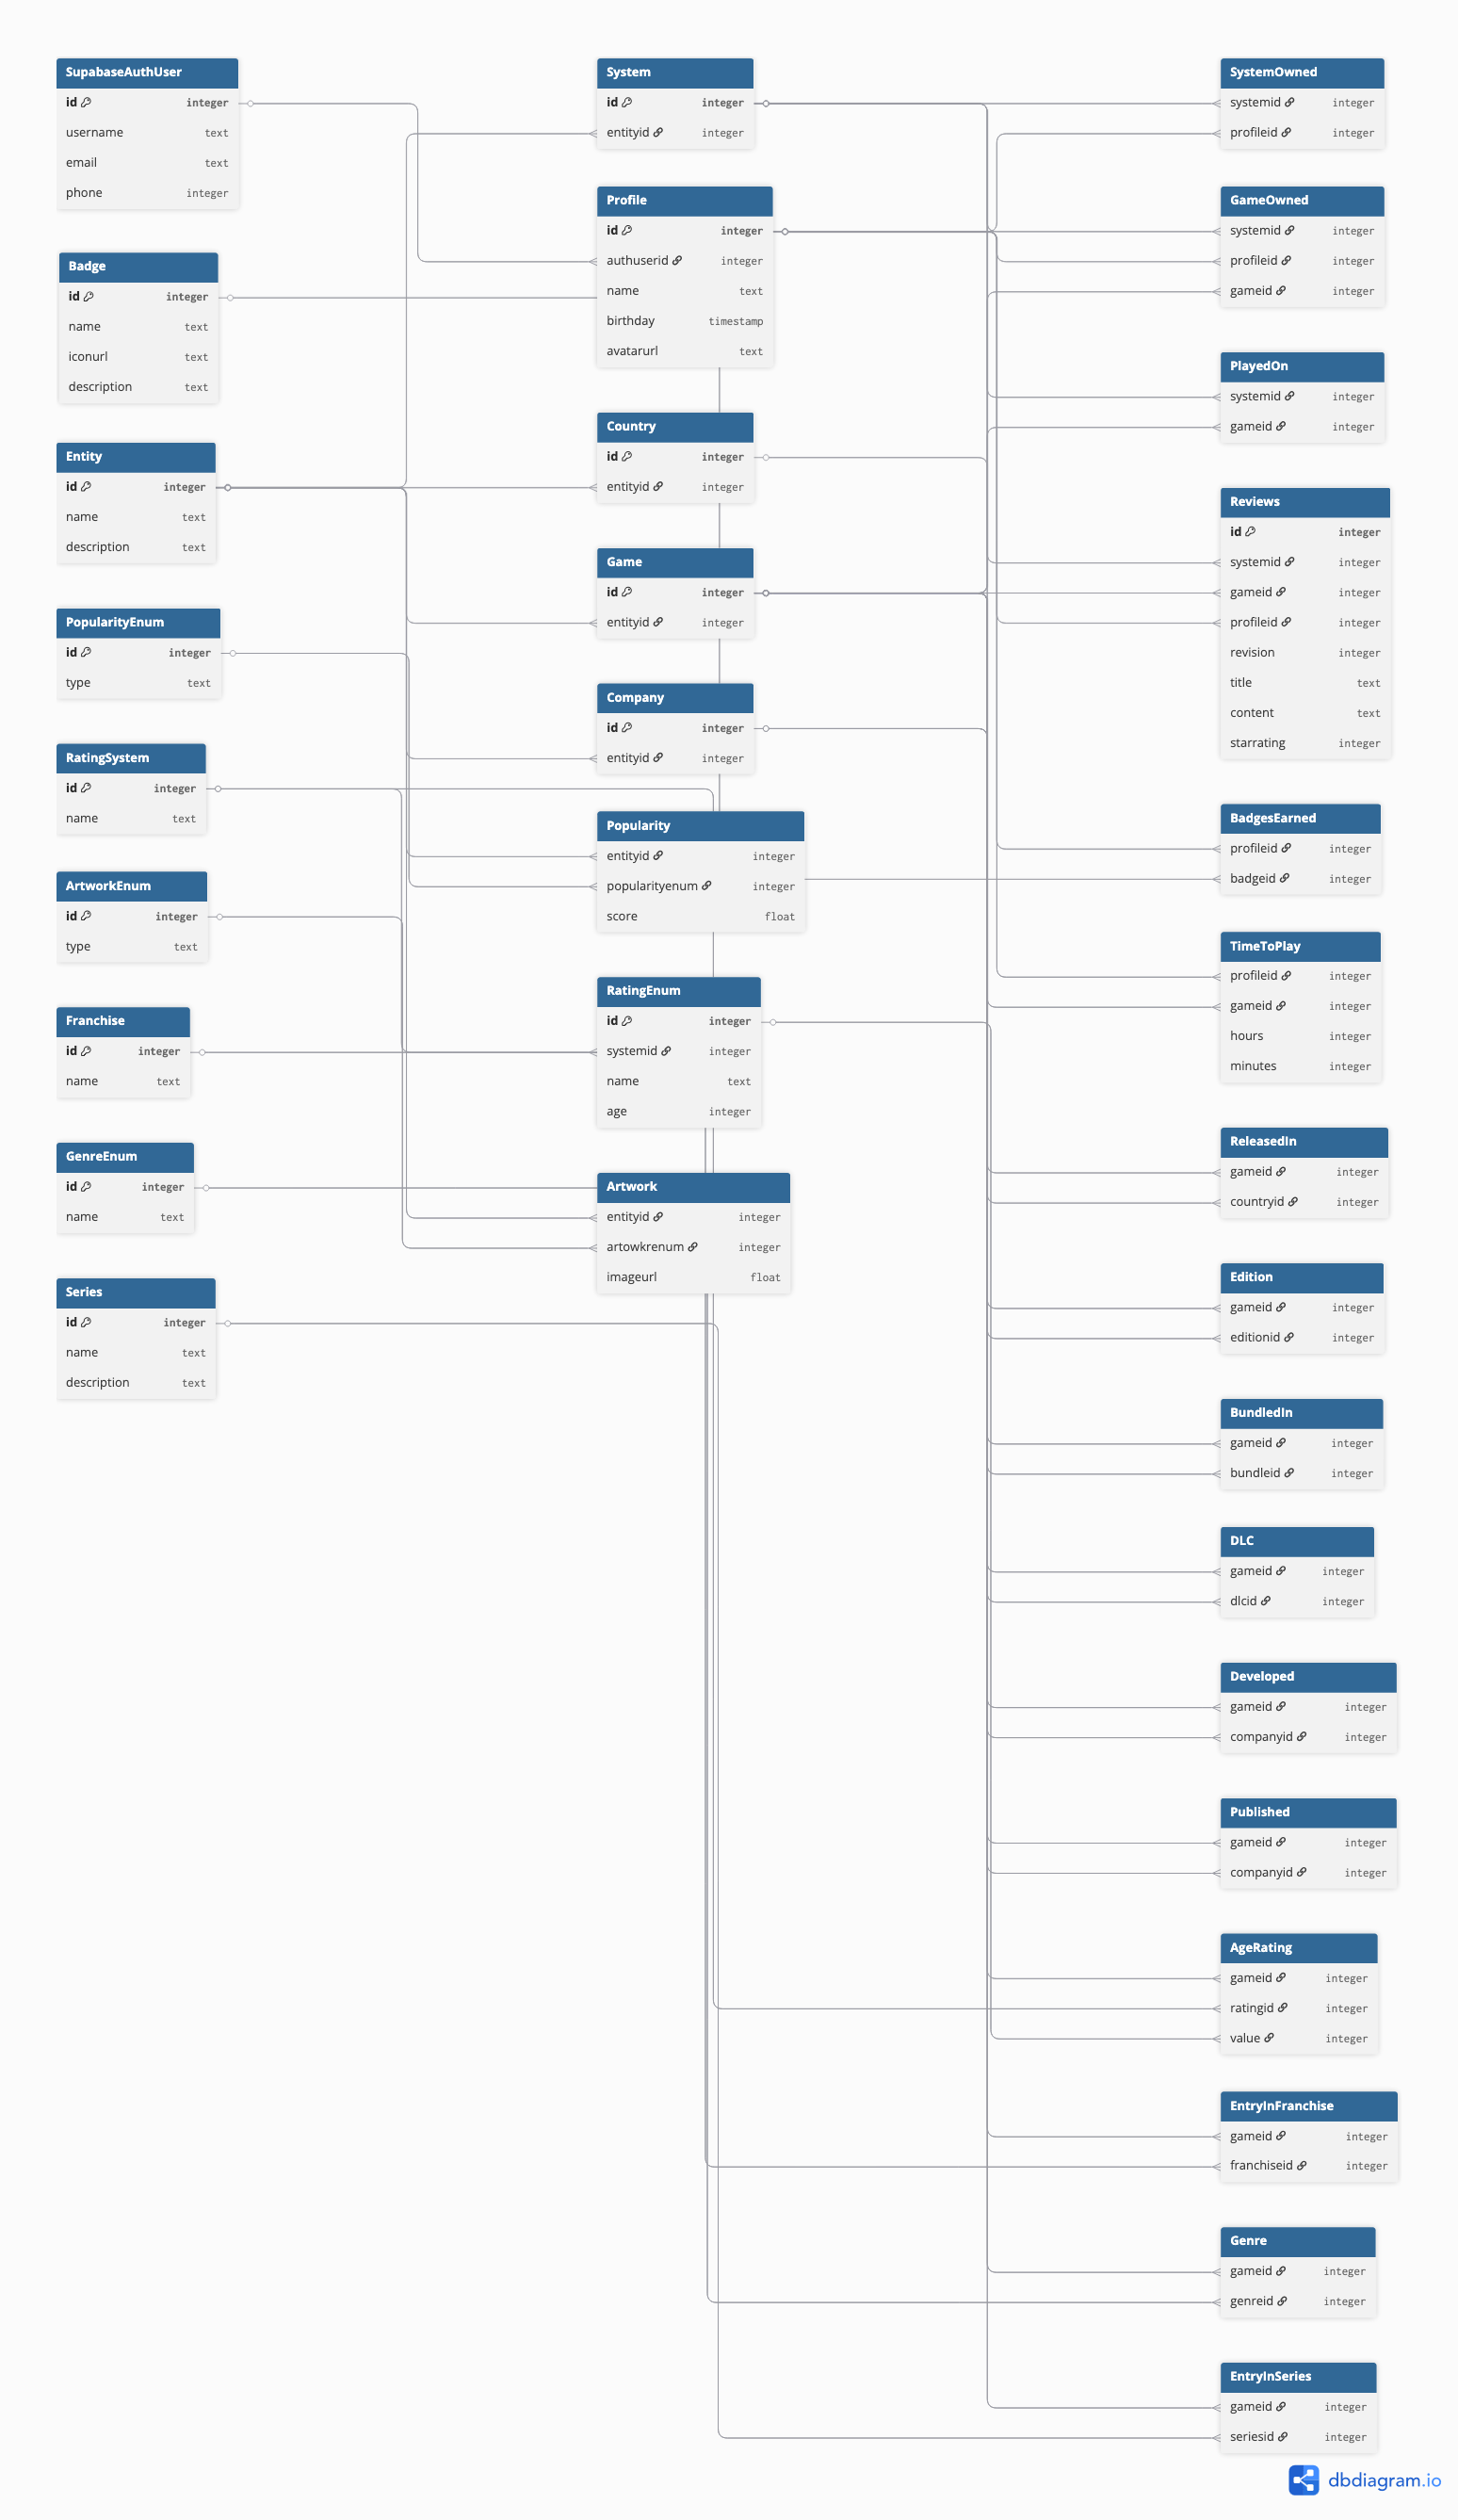 SupabaseAuthUser
id integer
username text
email text
phone integer
Badge
id integer
name text
iconurl text
description text
Entity
id integer
name text
description text
PopularityEnum
id integer
type text
RatingSystem
id integer
name text
ArtworkEnum
id integer
type text
Franchise
id integer
name text
GenreEnum
id integer
name text
Series
id integer
name text
description text
System
id integer
entityid integer
Profile
id integer
authuserid integer
name text
birthday timestamp
avatarurl text
Country
id integer
entityid integer
Game
id integer
entityid integer
Company
id integer
entityid integer
Popularity
entityid integer
popularityenum integer
score float
RatingEnum
id integer
systemid integer
name text
age integer
Artwork
entityid integer
artowkrenum integer
imageurl float
SystemOwned
systemid integer
profileid integer
GameOwned
systemid integer
profileid integer
gameid integer
PlayedOn
systemid integer
gameid integer
Reviews
id integer
systemid integer
gameid integer
profileid integer
revision integer
title text
content text
starrating integer
BadgesEarned
profileid integer
badgeid integer
TimeToPlay
profileid integer
gameid integer
hours integer
minutes integer
ReleasedIn
gameid integer
countryid integer
Edition
gameid integer
editionid integer
BundledIn
gameid integer
bundleid integer
DLC
gameid integer
dlcid integer
Developed
gameid integer
companyid integer
Published
gameid integer
companyid integer
AgeRating
gameid integer
ratingid integer
value integer
EntryInFranchise
gameid integer
franchiseid integer
Genre
gameid integer
genreid integer
EntryInSeries
gameid integer
seriesid integer
dbdiagram.io